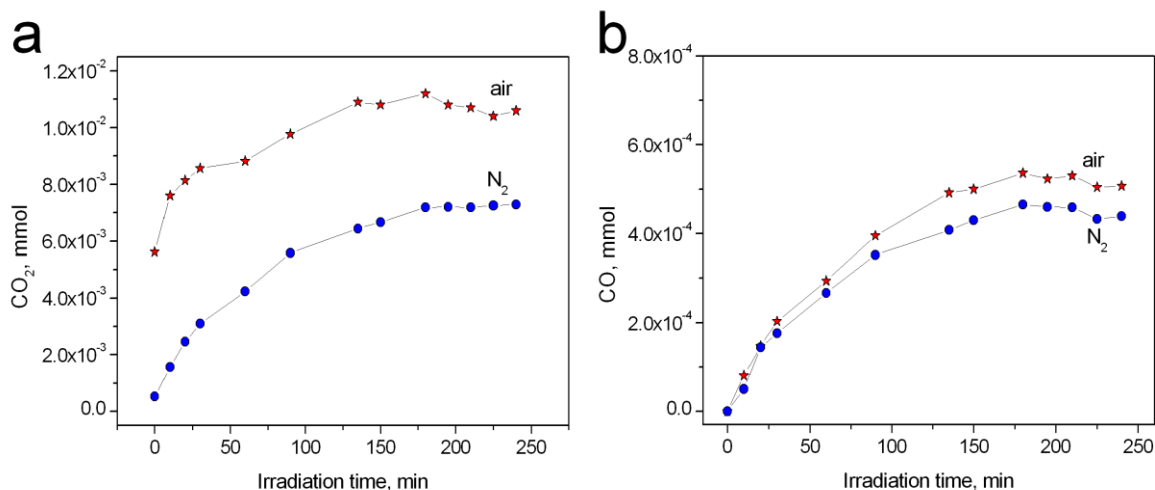 a
CO₂, mmol
1.2x10⁻²
1.0x10⁻²
8.0x10⁻³
6.0x10⁻³
4.0x10⁻³
2.0x10⁻³
0.0
air
N₂
0 50 100 150 200 250
Irradiation time, min
b
CO, mmol
8.0x10⁻⁴
6.0x10⁻⁴
4.0x10⁻⁴
2.0x10⁻⁴
0.0
air
N₂
0 50 100 150 200 250
Irradiation time, min